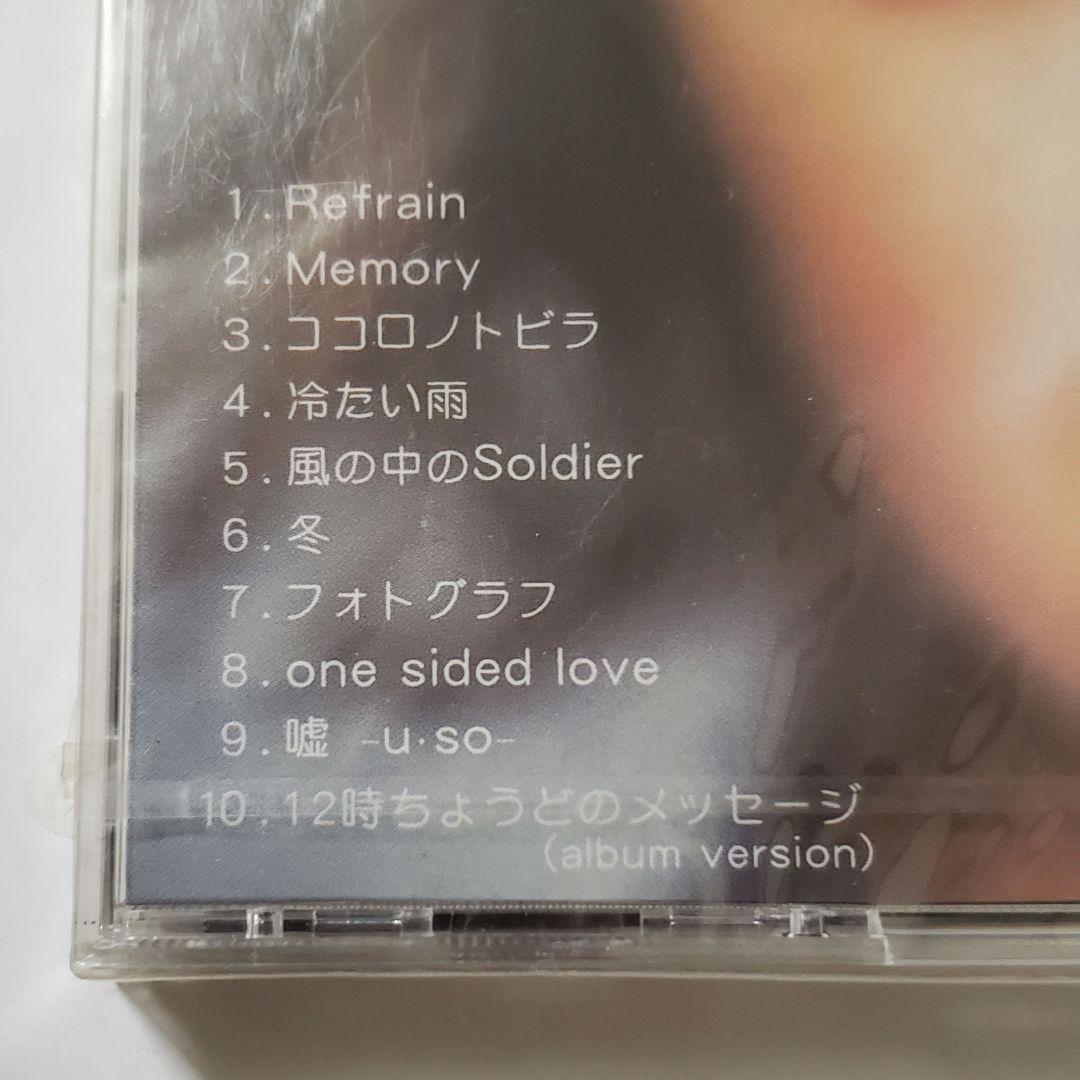 1. Refrain
2. Memory
3. ココロノトビラ
4. 冷たい雨
5. 風の中のSoldier
6. 冬
7. フォトグラフ
8. one sided love
9. 嘘 -u·so-
10. 12時ちょうどのメッセージ
(album version)